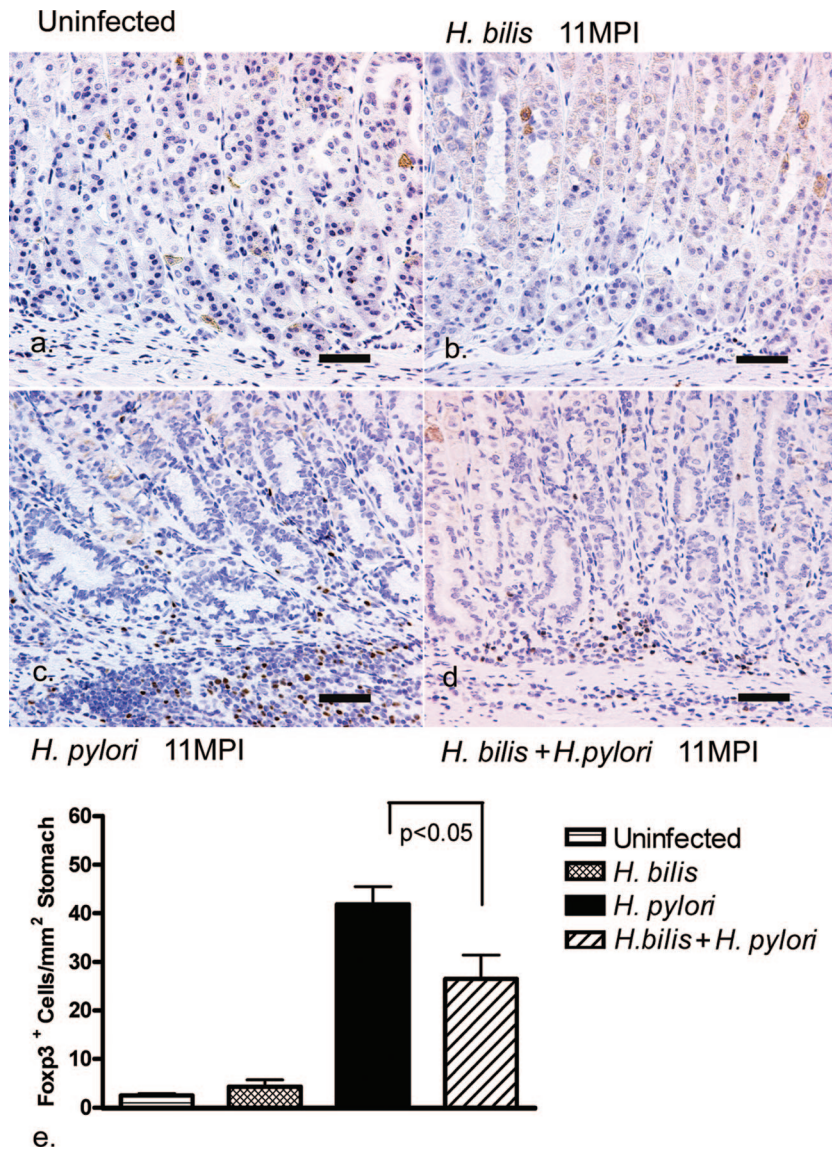 Uninfected
H. bilis 11MPI
a.
b.
c.
d
H. pylori 11MPI
H. bilis + H.pylori 11MPI
Foxp3 + Cells/mm2 Stomach
60
50
40
30
20
10
0
p<0.05
Uninfected
H. bilis
H. pylori
H.bilis + H. pylori
e.